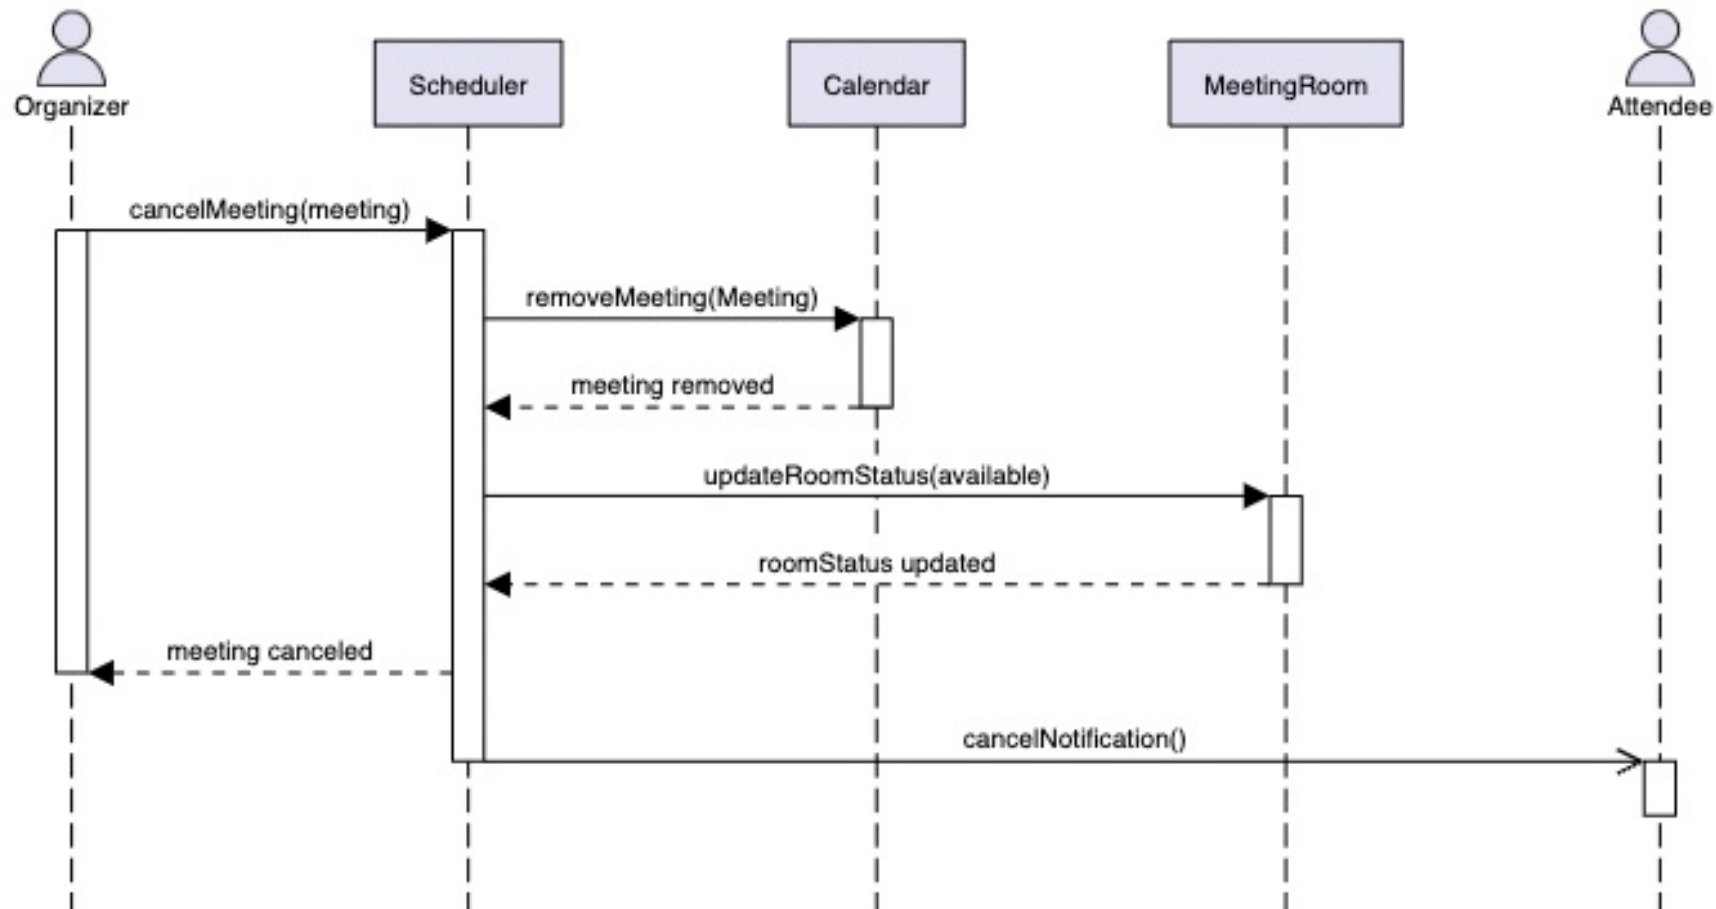 Organizer
Scheduler
Calendar
MeetingRoom
Attendee
cancelMeeting(meeting)
removeMeeting(Meeting)
meeting removed
updateRoomStatus(available)
roomStatus updated
meeting canceled
cancelNotification()